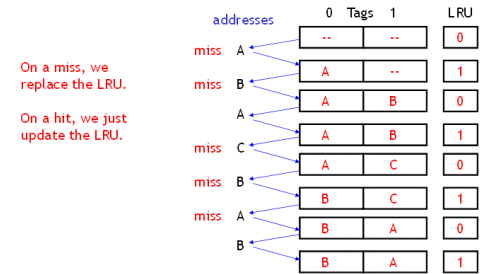 addresses 0 Tags 1 LRU
-- -- 0
miss A
On a miss, we
replace the LRU.
A -- 1
miss B
A B 0
On a hit, we just
update the LRU.
A
A B 1
miss C
A C 0
miss B
B C 1
miss A
B A 0
B
B A 1